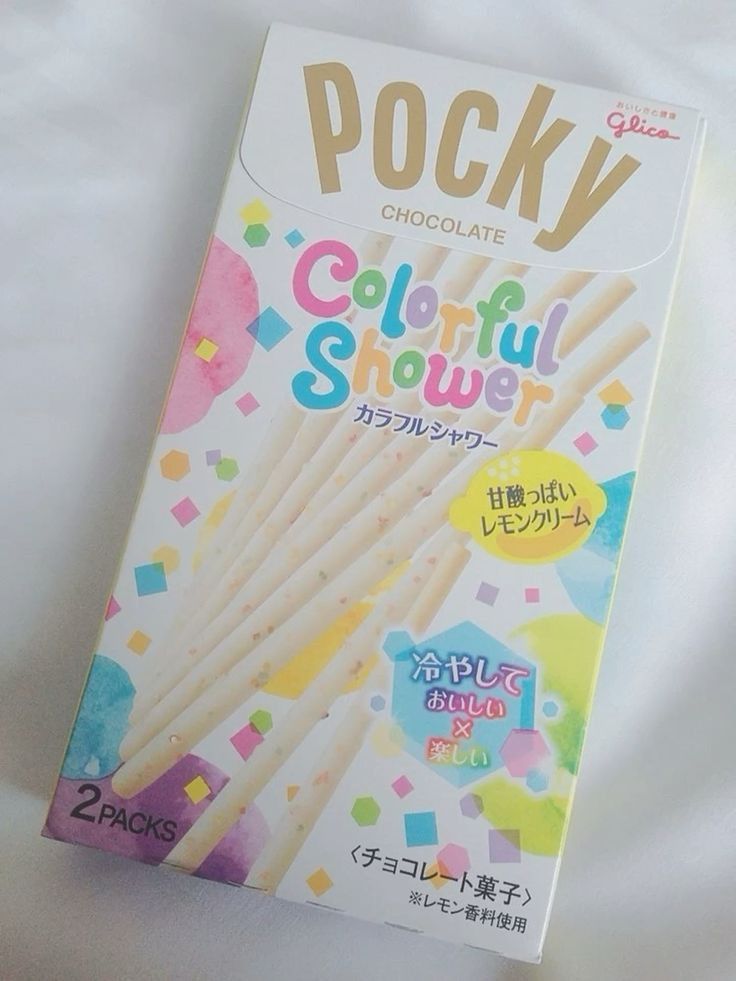 POCKY
CHOCOLATE
おいしさと健康
Glico
Colorful
Shower
カラフルシャワー
甘酸っぱい
レモンクリーム
冷やして
おいしい
×
楽しい
2PACKS
〈チョコレート菓子〉
※レモン香料使用